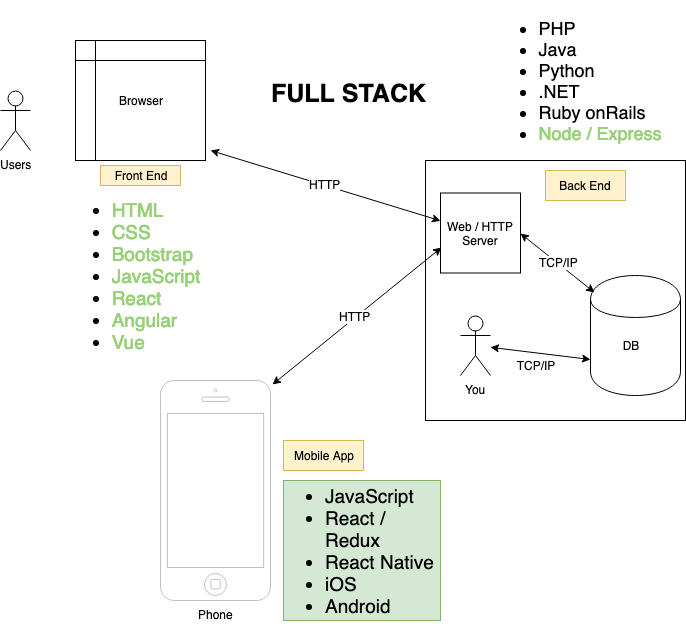 PHP
Java
Python
.NET
Ruby onRails
Node / Express
FULL STACK
Browser
Users
Front End
HTTP
Back End
HTML
CSS
Bootstrap
JavaScript
React
Angular
Vue
Web / HTTP
Server
TCP/IP
HTTP
DB
TCP/IP
You
Mobile App
JavaScript
React /
Redux
React Native
iOS
Android
Phone